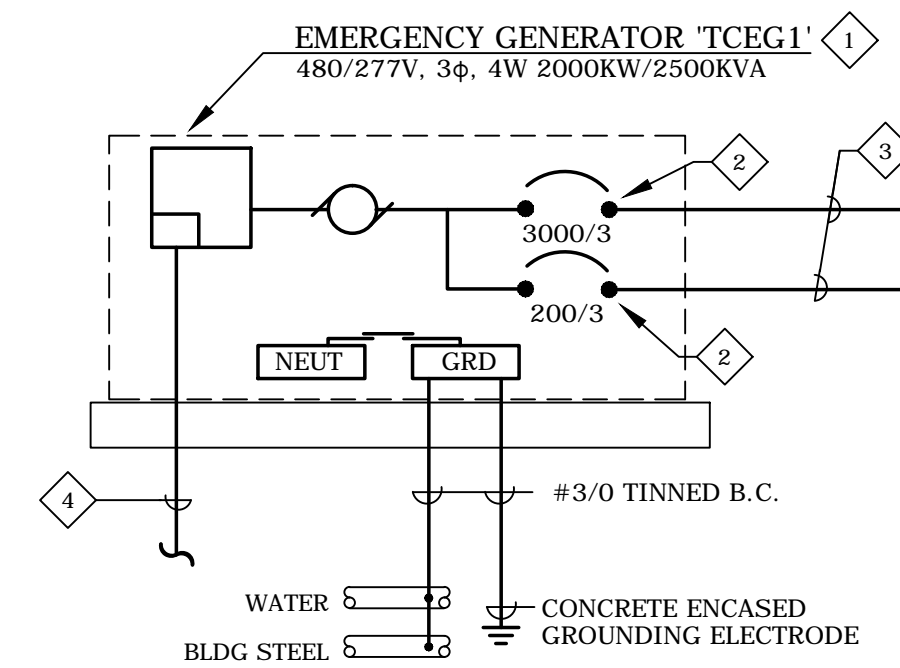 EMERGENCY GENERATOR 'TCEG1'
1
480/277V, 3ϕ, 4W 2000KW/2500KVA
2
3
3000/3
200/3
NEUT
GRD
2
4
#3/0 TINNED B.C.
WATER
CONCRETE ENCASED
GROUNDING ELECTRODE
BLDG STEEL